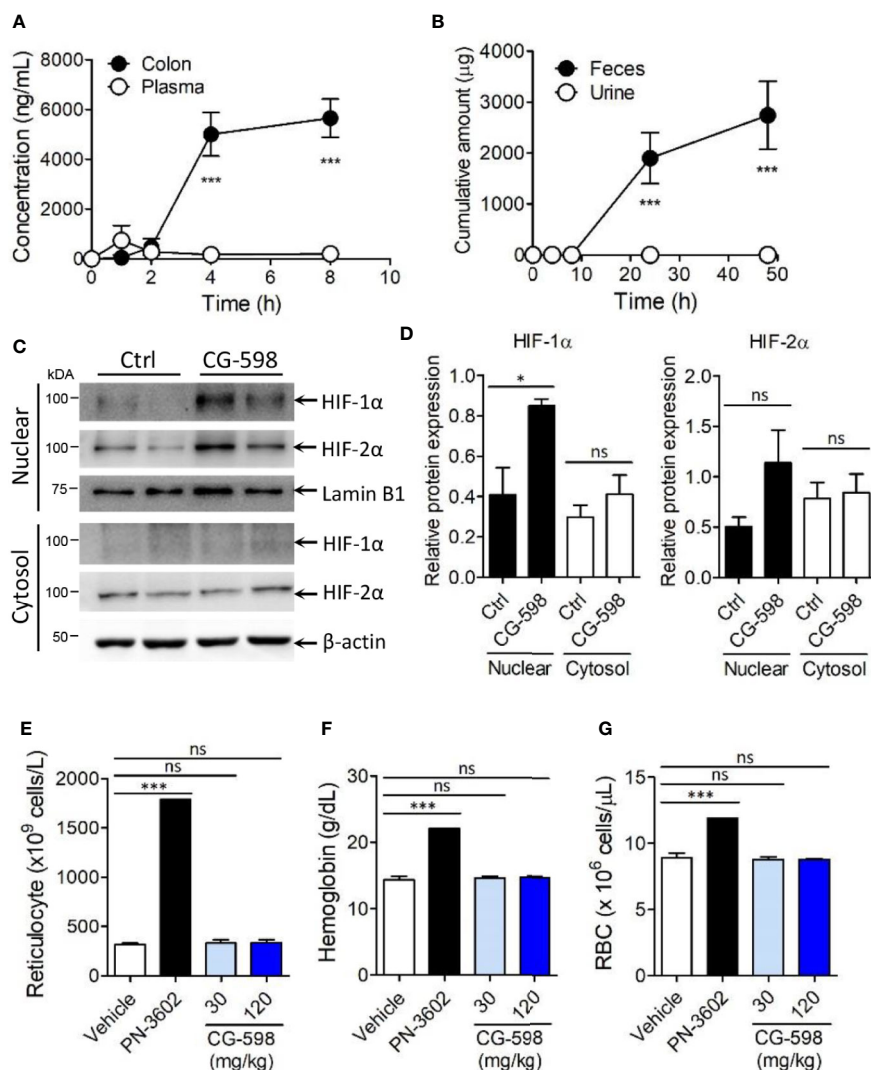 A
Concentration (ng/mL)
8000
6000
4000
2000
0
Colon
Plasma
***
***
0 2 4 6 8 10
Time (h)
B
Cumulative amount (µg)
4000
3000
2000
1000
0
Feces
Urine
***
***
0 10 20 30 40 50
Time (h)
C
kDA
Ctrl CG-598
Nuclear
100 HIF-1α
100 HIF-2α
75 Lamin B1
Cytosol
100 HIF-1α
100 HIF-2α
50 β-actin
D
HIF-1α
Relative protein expression
1.0
0.8
0.6
0.4
0.2
0.0
*
ns
Ctrl CG-598 Ctrl CG-598
Nuclear Cytosol
HIF-2α
Relative protein expression
2.0
1.5
1.0
0.5
0.0
ns
ns
Ctrl CG-598 Ctrl CG-598
Nuclear Cytosol
E
Reticulocyte (x10⁹ cells/L)
2000
1500
1000
500
0
ns
ns
***
Vehicle PN-3602 30 120
CG-598
(mg/kg)
F
Hemoglobin (g/dL)
30
20
10
0
ns
ns
***
Vehicle PN-3602 30 120
CG-598
(mg/kg)
G
RBC (x 10⁶ cells/µL)
15
10
5
0
ns
ns
***
Vehicle PN-3602 30 120
CG-598
(mg/kg)